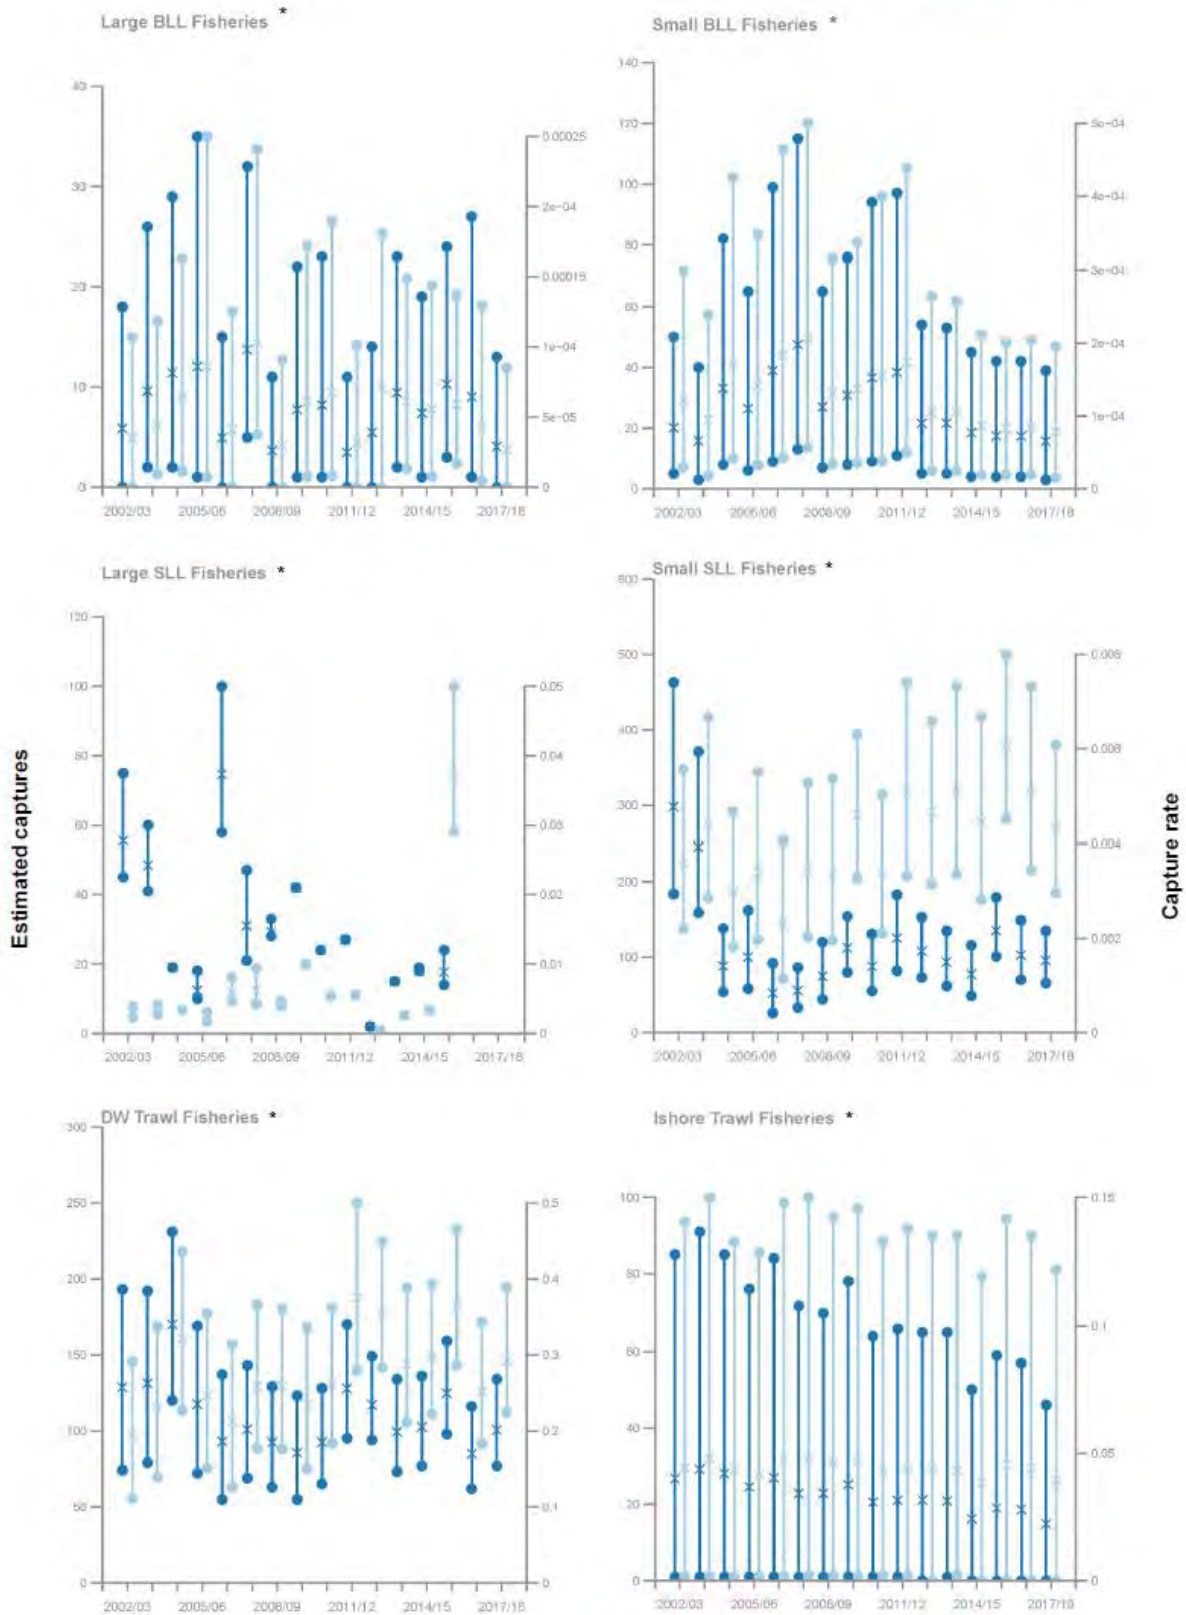 Large BLL Fisheries *
40
30
20
10
0
0.00025
2e-04
0.00015
1e-04
5e-05
0
2002/03 2005/06 2008/09 2011/12 2014/15 2017/18
Small BLL Fisheries *
140
120
100
80
60
40
20
0
5e-04
4e-04
3e-04
2e-04
1e-04
0
2002/03 2005/06 2008/09 2011/12 2014/15 2017/18
Estimated captures
Large SLL Fisheries *
120
100
80
60
40
20
0
0.05
0.04
0.03
0.02
0.01
0
2002/03 2005/06 2008/09 2011/12 2014/15 2017/18
Small SLL Fisheries *
600
500
400
300
200
100
0
0.008
0.006
0.004
0.002
0
2002/03 2005/06 2008/09 2011/12 2014/15 2017/18
Capture rate
DW Trawl Fisheries *
300
250
200
150
100
50
0
0.5
0.4
0.3
0.2
0.1
0
2002/03 2005/06 2008/09 2011/12 2014/15 2017/18
Ishore Trawl Fisheries *
100
80
60
40
20
0
0.15
0.1
0.05
0
2002/03 2005/06 2008/09 2011/12 2014/15 2017/18